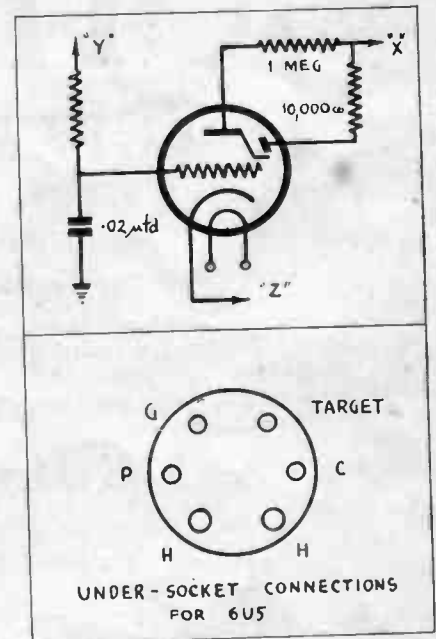 "Y"
"X"
1 MEG
10,000ω
.02 μfd
"Z"
G
TARGET
P
C
H
H
UNDER-SOCKET CONNECTIONS
FOR 6U5